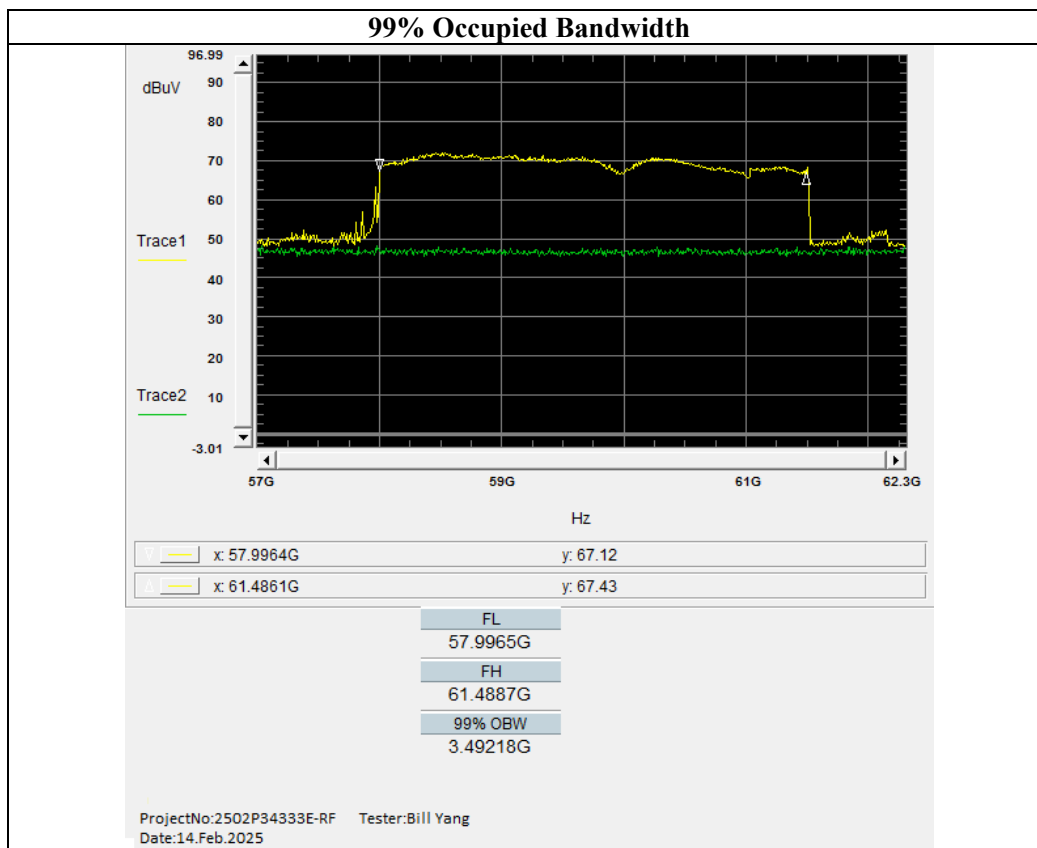 99% Occupied Bandwidth
96.99
dBuV 90
80
70
60
Trace1 50
40
30
20
Trace2 10
-3.01
57G 59G 61G 62.3G
Hz
x: 57.9964G y: 67.12
x: 61.4861G y: 67.43
FL
57.9965G
FH
61.4887G
99% OBW
3.49218G
ProjectNo:2502P34333E-RF Tester:Bill Yang
Date:14.Feb.2025